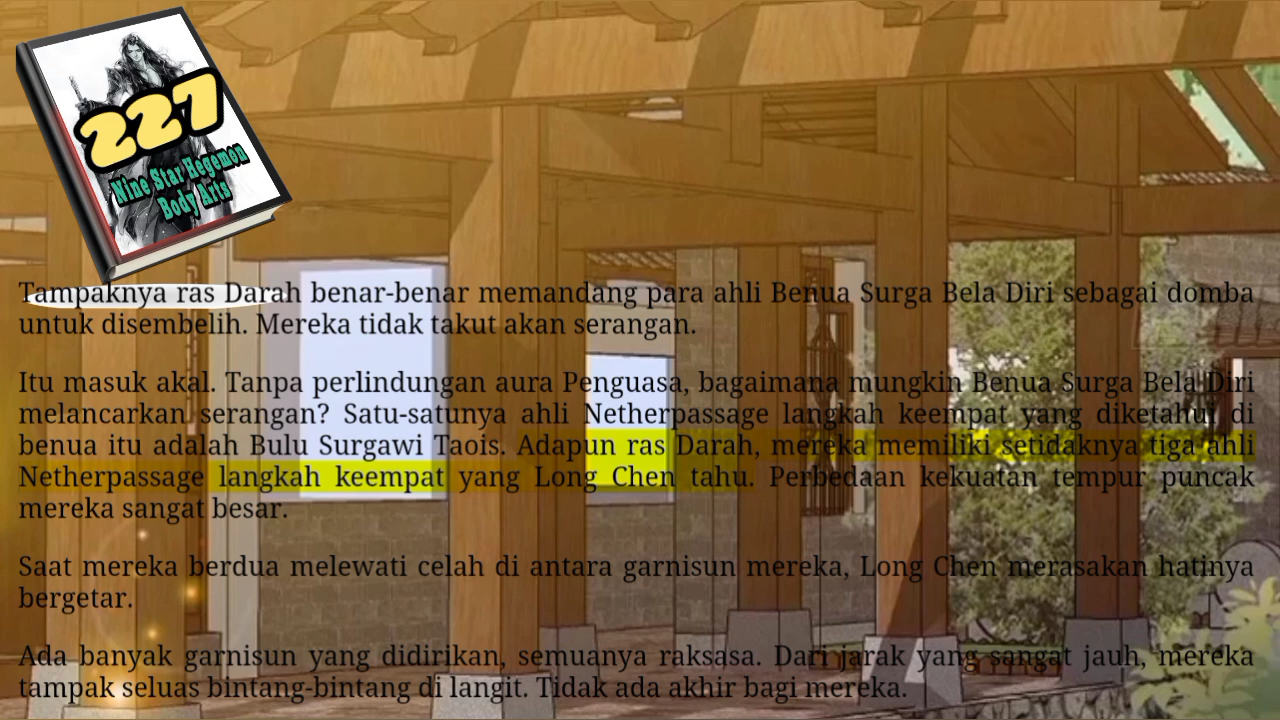 227
Nine Star Hegemon
Body Arts
Tampaknya ras Darah benar-benar memandang para ahli Benua Surga Bela Diri sebagai domba
untuk disembelih. Mereka tidak takut akan serangan.
Itu masuk akal. Tanpa perlindungan aura Penguasa, bagaimana mungkin Benua Surga Bela Diri
melancarkan serangan? Satu-satunya ahli Netherpassage langkah keempat yang diketahui di
benua itu adalah Bulu Surgawi Taois. Adapun ras Darah, mereka memiliki setidaknya tiga ahli
Netherpassage langkah keempat yang Long Chen tahu. Perbedaan kekuatan tempur puncak
mereka sangat besar.
Saat mereka berdua melewati celah di antara garnisun mereka, Long Chen merasakan hatinya
bergetar.
Ada banyak garnisun yang didirikan, semuanya raksasa. Dari jarak yang sangat jauh, mereka
tampak seluas bintang-bintang di langit. Tidak ada akhir bagi mereka.